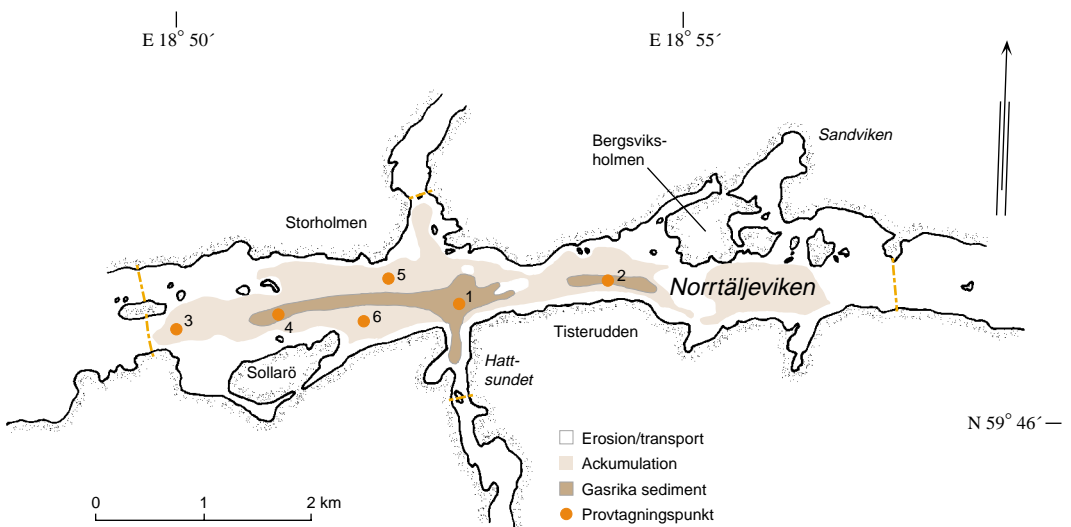 E 18° 50´
E 18° 55´
Sandviken
Bergsviks-
holmen
Storholmen
5
2
Norrtäljeviken
1
3
4
6
Tisterudden
Sollarö
Hatt-
sundet
N 59° 46´
Erosion/transport
Ackumulation
Gasrika sediment
Provtagningspunkt
0 1 2 km